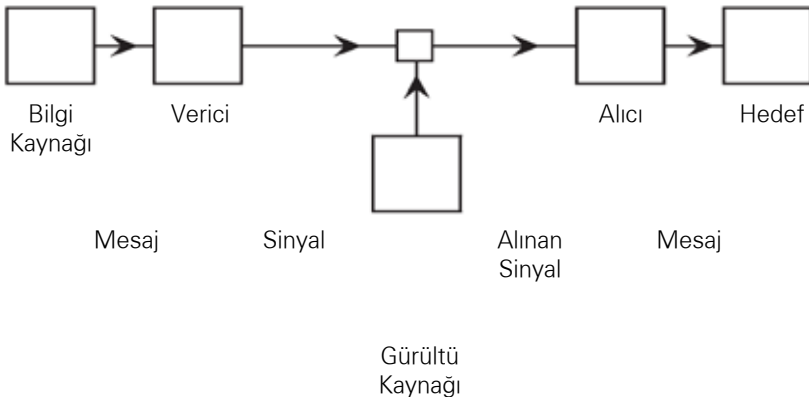 Bilgi
Kaynağı
Verici
Alıcı
Hedef
Mesaj
Sinyal
Alınan
Sinyal
Mesaj
Gürültü
Kaynağı